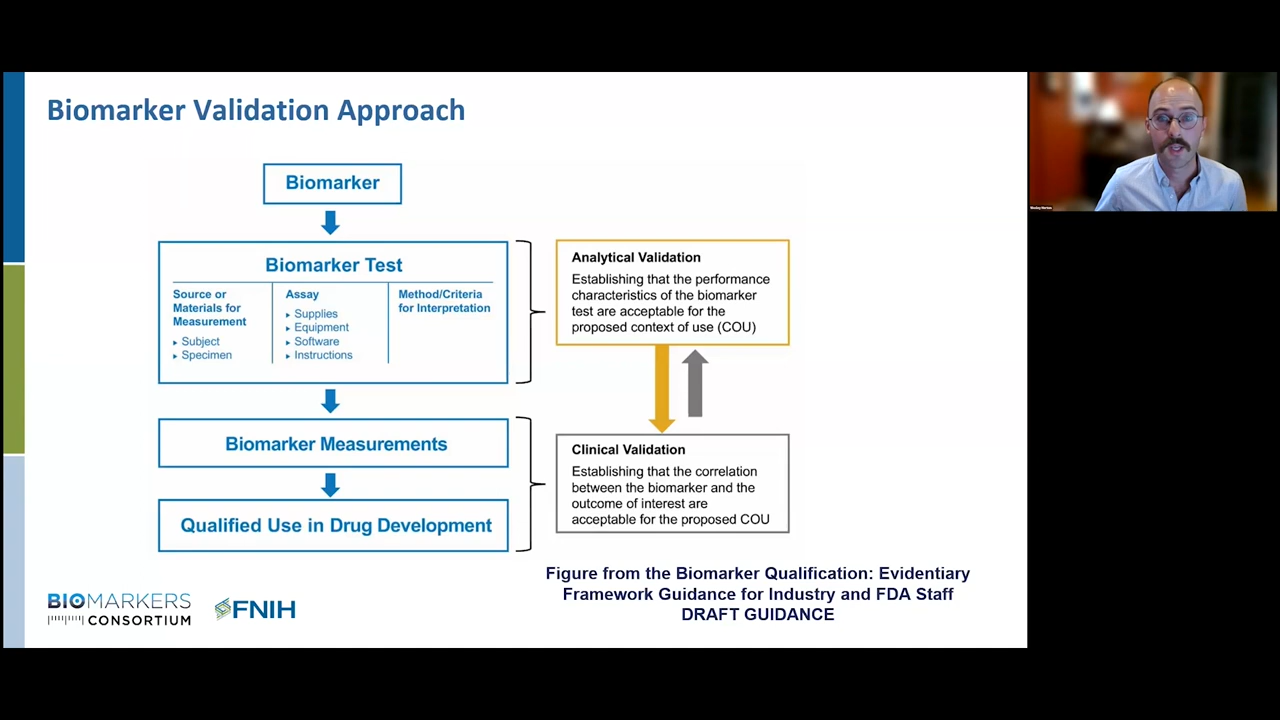 Biomarker Validation Approach
Biomarker
Biomarker Test
Source or
Materials for
Measurement
Subject
Specimen
Assay
Supplies
Equipment
Software
Instructions
Method/Criteria
for Interpretation
Analytical Validation
Establishing that the performance
characteristics of the biomarker
test are acceptable for the
proposed context of use (COU)
Biomarker Measurements
Qualified Use in Drug Development
Clinical Validation
Establishing that the correlation
between the biomarker and the
outcome of interest are
acceptable for the proposed COU
Figure from the Biomarker Qualification: Evidentiary
Framework Guidance for Industry and FDA Staff
DRAFT GUIDANCE
BIOMARKERS
CONSORTIUM
FNIH